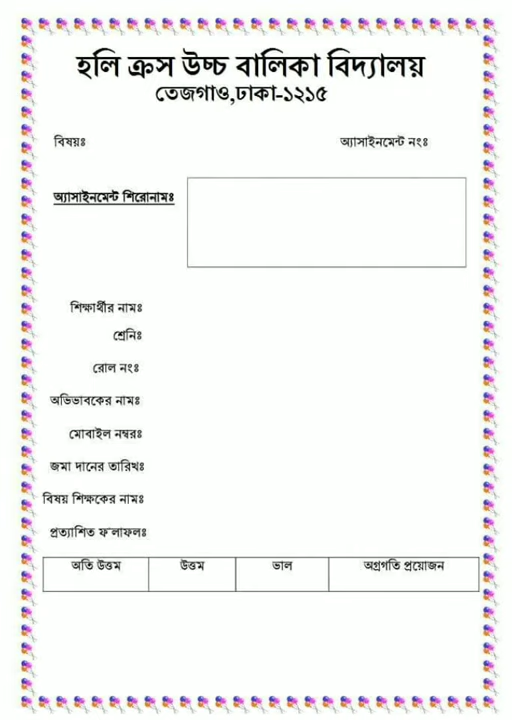 হলি ক্রস উচ্চ বালিকা বিদ্যালয়
তেজগাও,ঢাকা-১২১৫
বিষয়ঃ অ্যাসাইনমেন্ট নংঃ
অ্যাসাইনমেন্ট শিরোনামঃ
শিক্ষার্থীর নামঃ
শ্রেনিঃ
রোল নংঃ
অভিভাবকের নামঃ
মোবাইল নম্বরঃ
জমা দানের তারিখঃ
বিষয় শিক্ষকের নামঃ
প্রত্যাশিত ফ'লাফলঃ
অতি উত্তম উত্তম ভাল অগ্রগতি প্রয়োজন